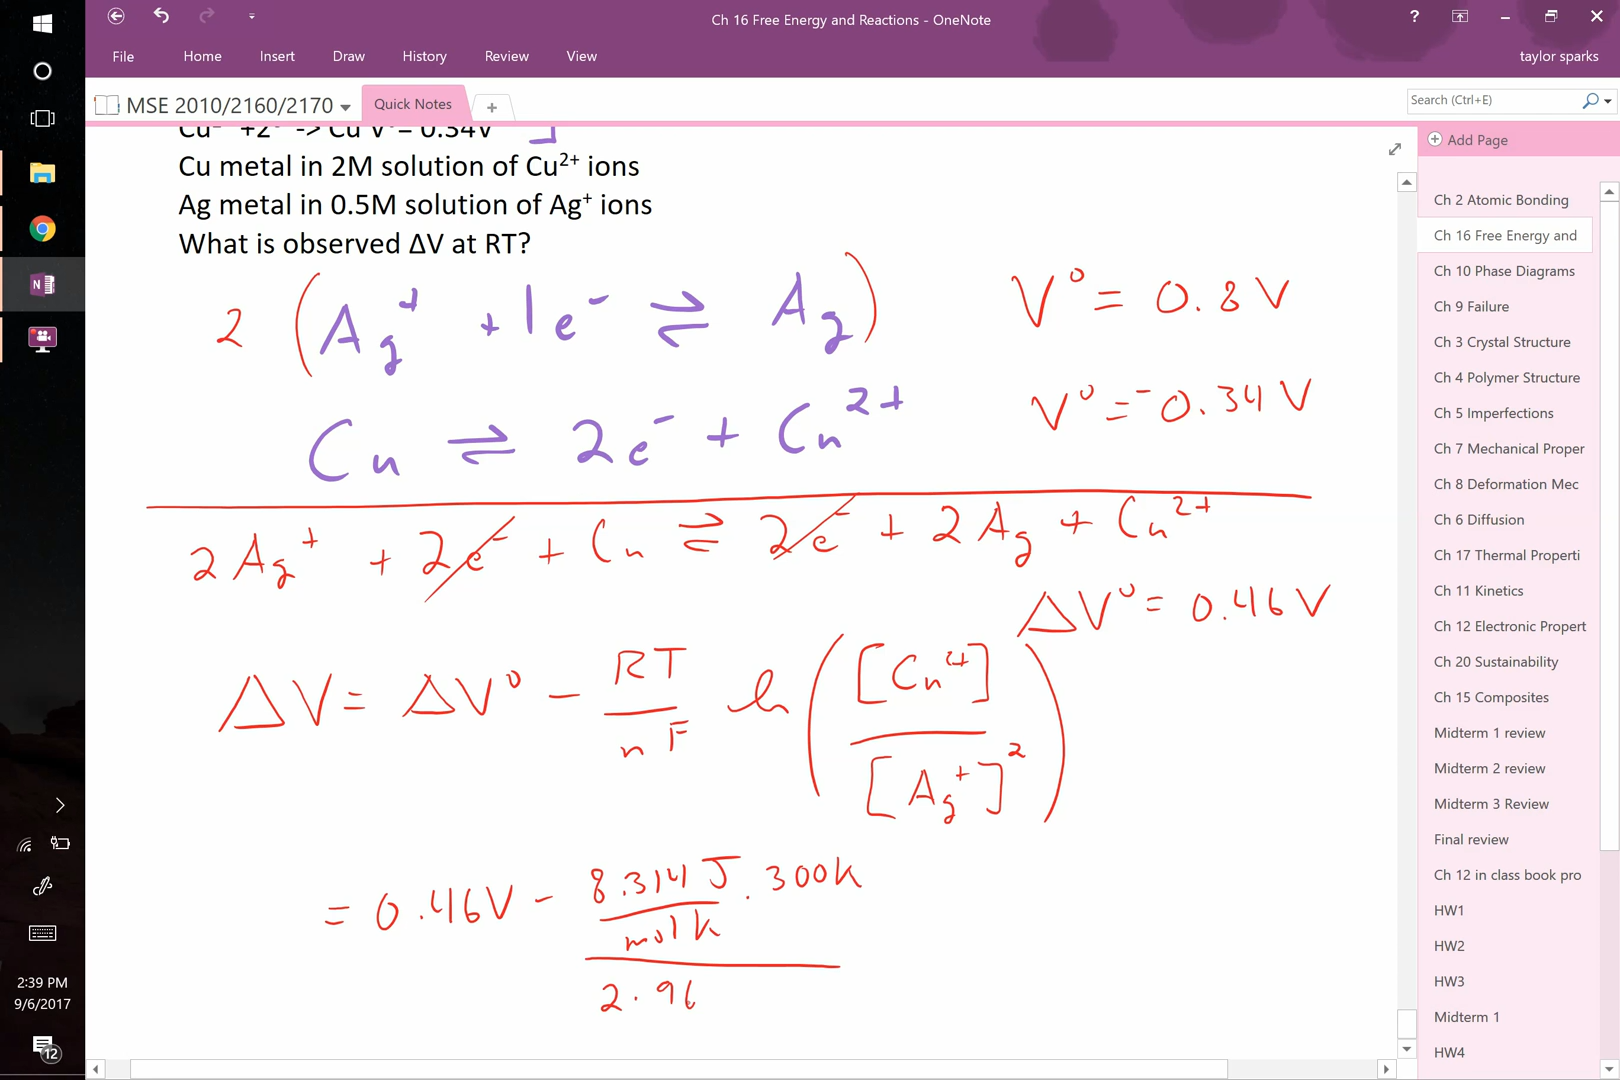 Ch 16 Free Energy and Reactions - OneNote
?
File Home Insert Draw History Review View
taylor sparks
MSE 2010/2160/2170
Quick Notes
+
Search (Ctrl+E)
Cu metal in 2M solution of Cu²⁺ ions
Ag metal in 0.5M solution of Ag⁺ ions
What is observed ΔV at RT?
2 (Ag⁺ + 1e⁻ ⇌ Ag) V⁰ = 0.8 V
Cu ⇌ 2e⁻ + Cu²⁺ V⁰ = -0.34 V
2Ag⁺ + 2e⁻ + Cu ⇌ 2e⁻ + 2Ag + Cu²⁺
ΔV⁰ = 0.46 V
ΔV = ΔV⁰ - RT/nF ln ([Cu²⁺]/[Ag⁺]²)
= 0.46V - 8.314 J/mol K · 300K
2 · 96
Add Page
Ch 2 Atomic Bonding
Ch 16 Free Energy and
Ch 10 Phase Diagrams
Ch 9 Failure
Ch 3 Crystal Structure
Ch 4 Polymer Structure
Ch 5 Imperfections
Ch 7 Mechanical Proper
Ch 8 Deformation Mec
Ch 6 Diffusion
Ch 17 Thermal Properti
Ch 11 Kinetics
Ch 12 Electronic Propert
Ch 20 Sustainability
Ch 15 Composites
Midterm 1 review
Midterm 2 review
Midterm 3 Review
Final review
Ch 12 in class book pro
HW1
HW2
HW3
Midterm 1
HW4
2:39 PM
9/6/2017
12